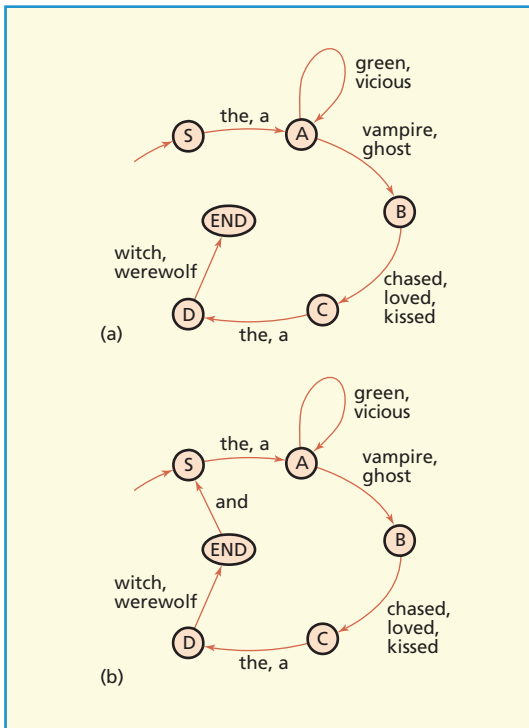 green,
vicious
the, a
S
A
vampire,
ghost
END
B
witch,
werewolf
chased,
loved,
kissed
D
C
the, a
(a)
green,
vicious
the, a
S
A
vampire,
ghost
and
END
B
witch,
werewolf
chased,
loved,
kissed
D
C
the, a
(b)